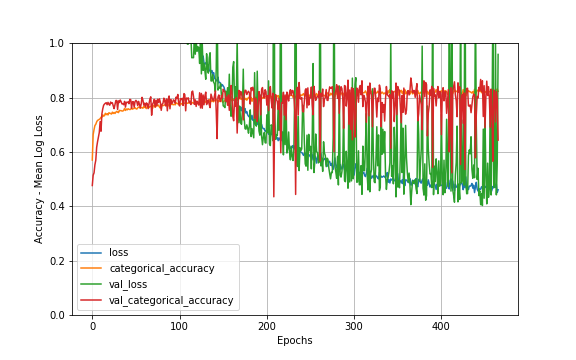 1.0
0.8
0.6
0.4
0.2
0.0
Accuracy - Mean Log Loss
loss
categorical_accuracy
val_loss
val_categorical_accuracy
0
100
200
300
400
Epochs